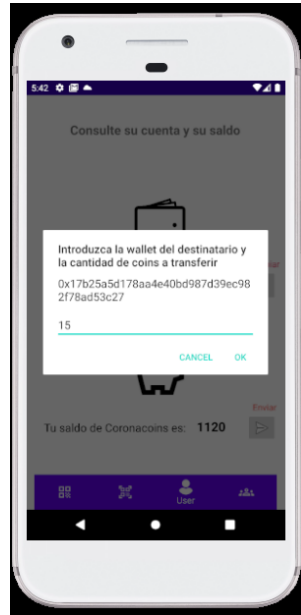 5:42
Consulte su cuenta y su saldo
Introduzca la wallet del destinatario y
la cantidad de coins a transferir
0x17b25a5d178aa4e40bd987d39ec98
2f78ad53c27
15
CANCEL OK
Enviar
Tu saldo de Coronacoins es: 1120
User